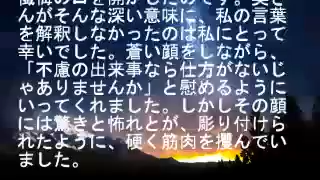 懺悔の口を開かしたのです。奥さ
んがそんな深い意味に、私の言葉
を解釈しなかったのは私にとって
幸いでした。蒼い顔をしながら、
「不慮の出来事なら仕方がないじ
ゃありませんか」と慰めるように
いってくれました。しかしその顔
には驚きと怖れとが、彫り付けら
れたように、硬く筋肉を攫んでい
ました。